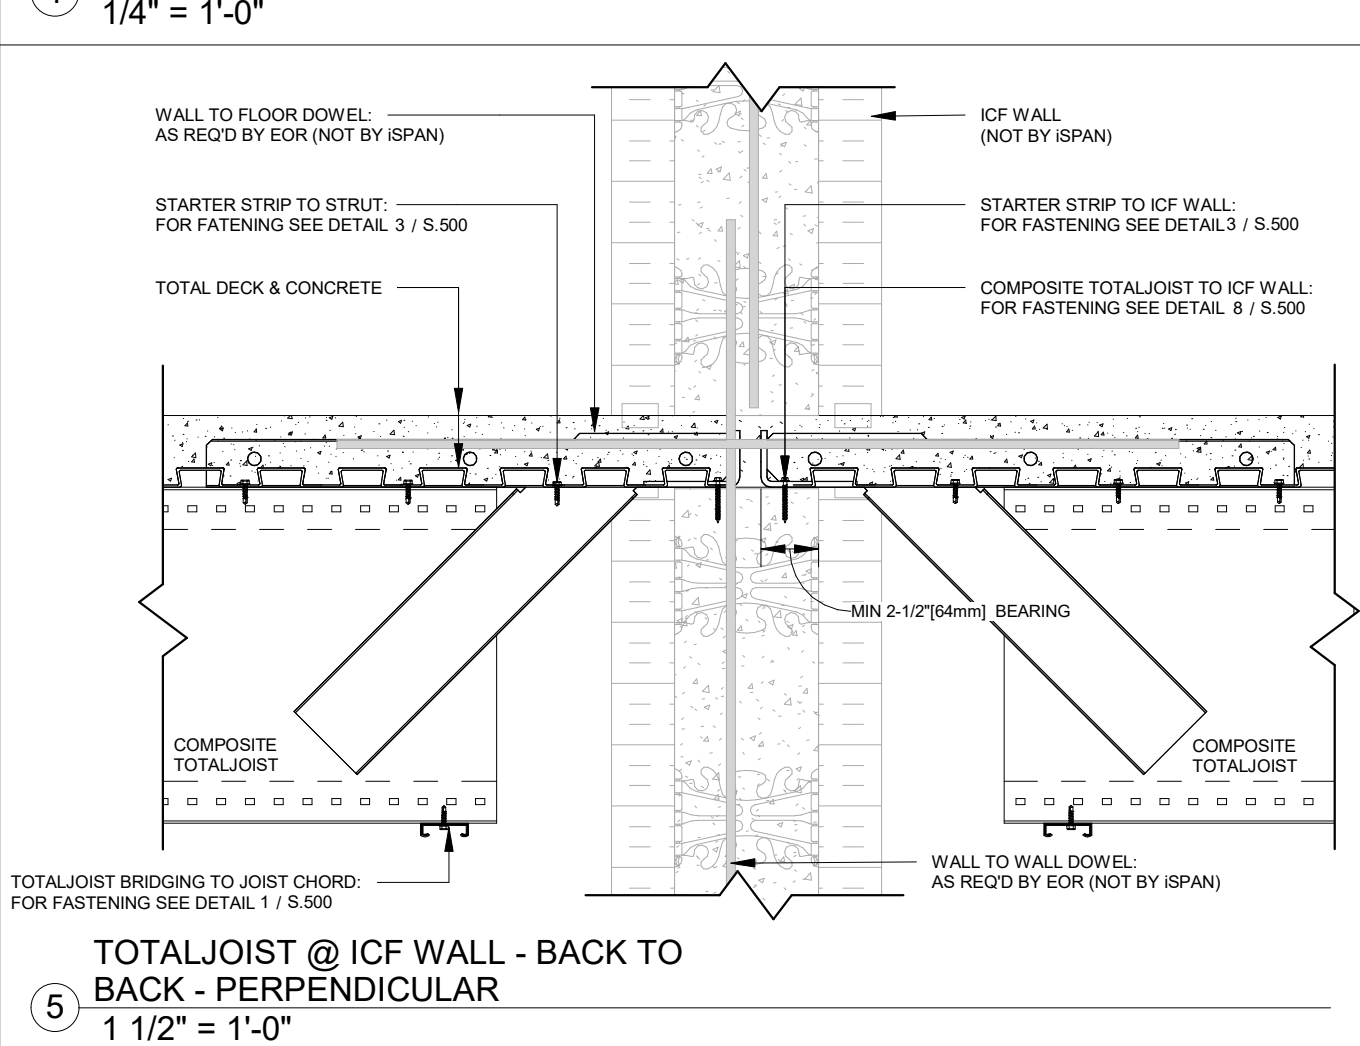 1/4" = 1'-0"
WALL TO FLOOR DOWEL:
AS REQ'D BY EOR (NOT BY iSPAN)
ICF WALL
(NOT BY iSPAN)
STARTER STRIP TO STRUT:
FOR FATENING SEE DETAIL 3 / S.500
STARTER STRIP TO ICF WALL:
FOR FASTENING SEE DETAIL 3 / S.500
TOTAL DECK & CONCRETE
COMPOSITE TOTALJOIST TO ICF WALL:
FOR FASTENING SEE DETAIL 8 / S.500
MIN 2-1/2"[64mm] BEARING
COMPOSITE
TOTALJOIST
COMPOSITE
TOTALJOIST
WALL TO WALL DOWEL:
AS REQ'D BY EOR (NOT BY iSPAN)
TOTALJOIST BRIDGING TO JOIST CHORD:
FOR FASTENING SEE DETAIL 1 / S.500
TOTALJOIST @ ICF WALL - BACK TO
BACK - PERPENDICULAR
5
1 1/2" = 1'-0"